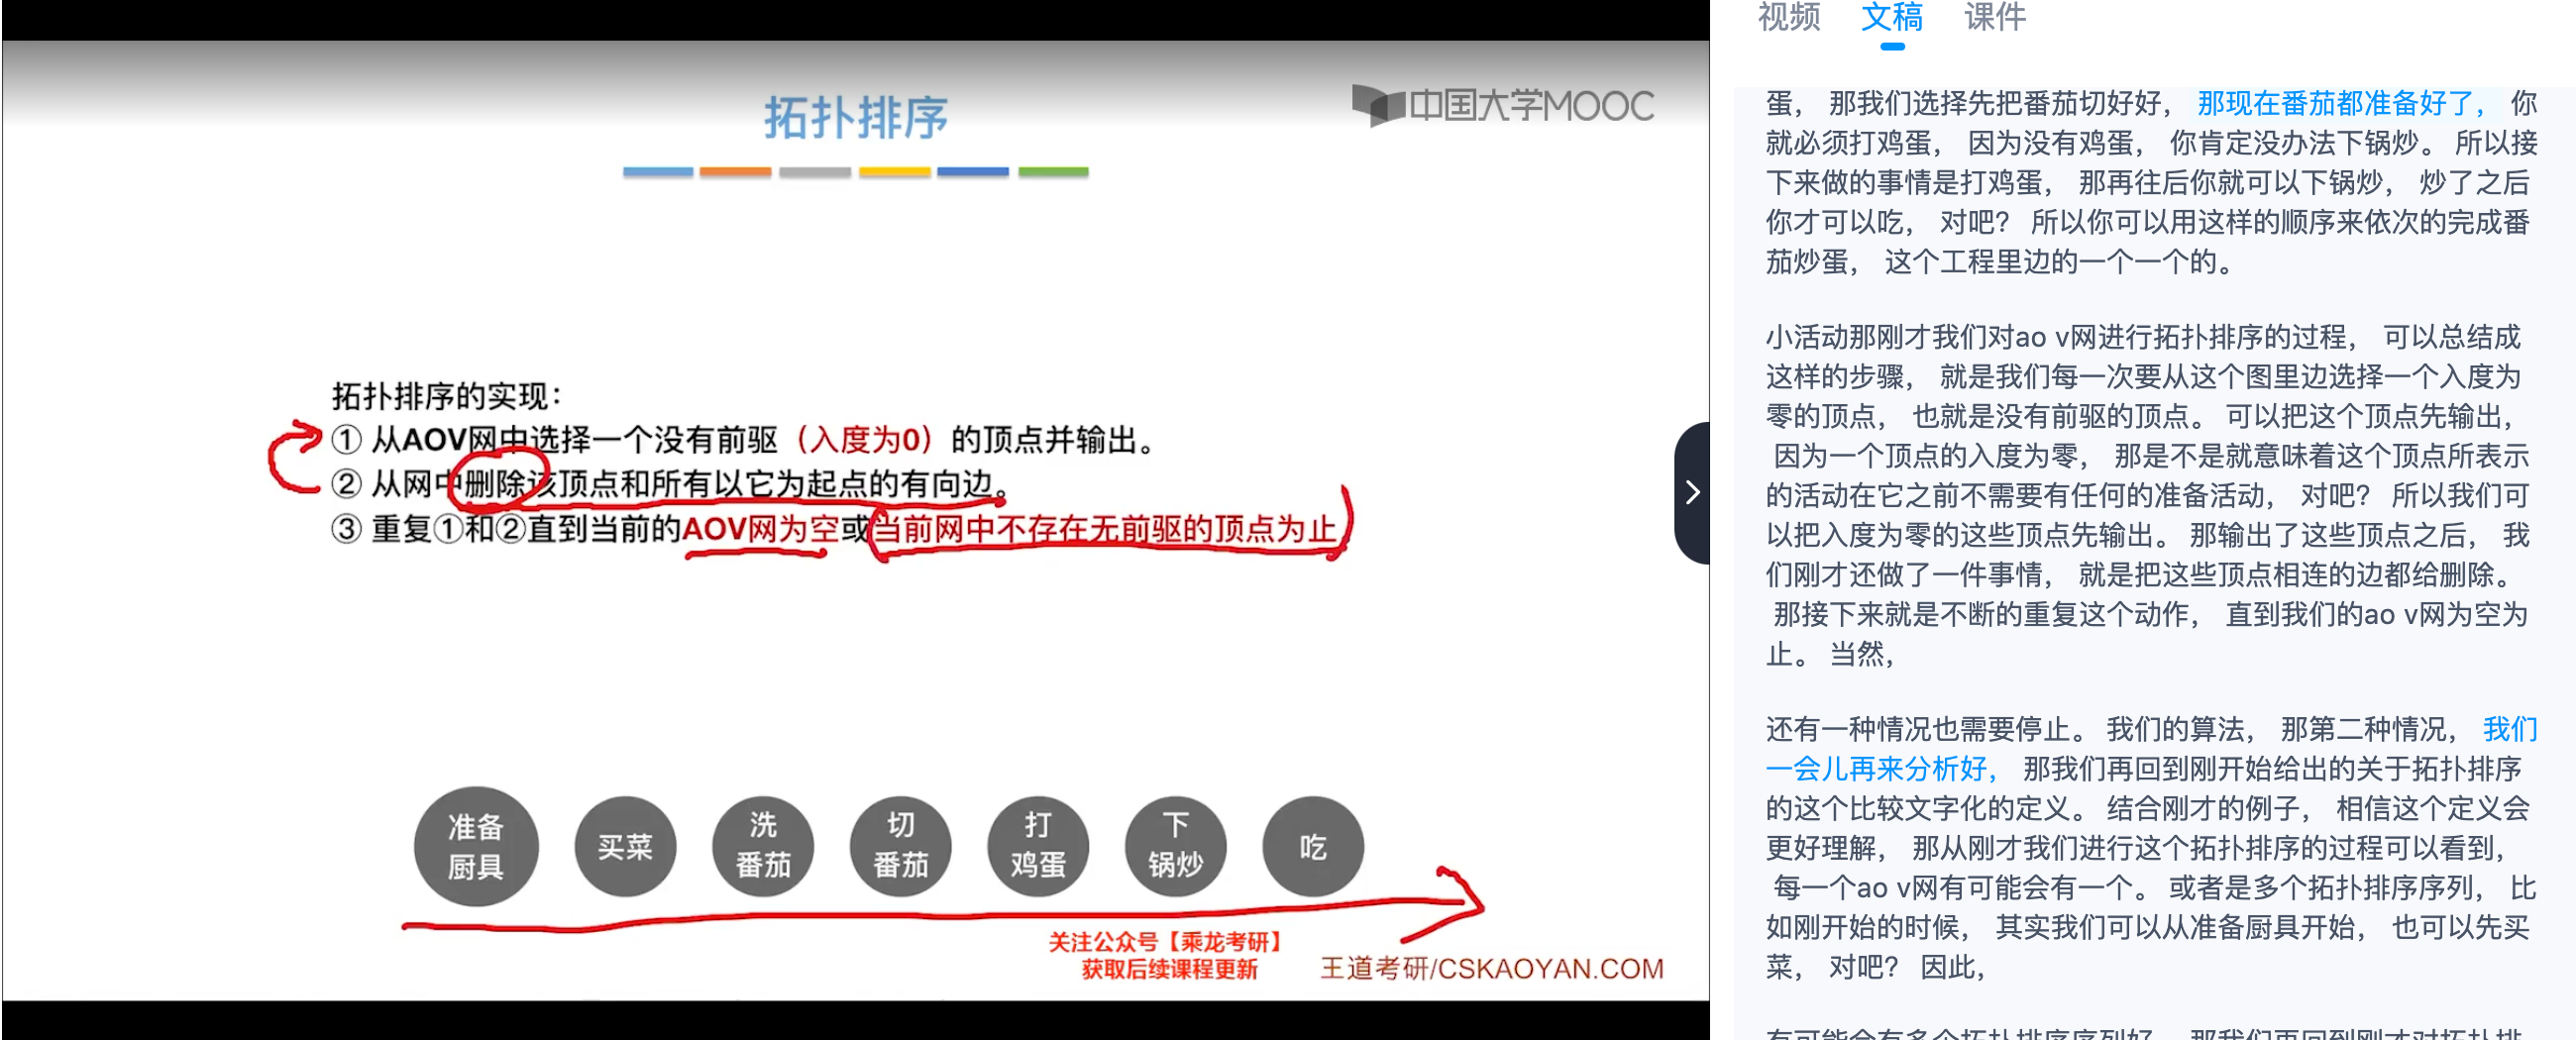 拓扑排序
中国大学MOOC
拓扑排序的实现：
① 从AOV网中选择一个没有前驱（入度为0）的顶点并输出。
② 从网中删除该顶点和所有以它为起点的有向边。
③ 重复①和②直到当前的AOV网为空或当前网中不存在无前驱的顶点为止
准备
厨具
买菜
洗
番茄
切
番茄
打
鸡蛋
下
锅炒
吃
关注公众号【乘龙考研】
获取后续课程更新
王道考研/CSKAOYAN.COM
视频 文稿 课件
蛋， 那我们选择先把番茄切好好， 那现在番茄都准备好了， 你
就必须打鸡蛋， 因为没有鸡蛋， 你肯定没办法下锅炒。 所以接
下来做的事情是打鸡蛋， 那再往后你就可以下锅炒， 炒了之后
你才可以吃， 对吧？ 所以你可以用这样的顺序来依次的完成番
茄炒蛋， 这个工程里边的一个一个的。
小活动那刚才我们对ao v网进行拓扑排序的过程， 可以总结成
这样的步骤， 就是我们每一次要从这个图里边选择一个入度为
零的顶点， 也就是没有前驱的顶点。 可以把这个顶点先输出，
因为一个顶点的入度为零， 那是不是就意味着这个顶点所表示
的活动在它之前不需要有任何的准备活动， 对吧？ 所以我们可
以把入度为零的这些顶点先输出。 那输出了这些顶点之后， 我
们刚才还做了一件事情， 就是把这些顶点相连的边都给删除。
那接下来就是不断的重复这个动作， 直到我们的ao v网为空为
止。 当然，
还有一种情况也需要停止。 我们的算法， 那第二种情况， 我们
一会儿再来分析好， 那我们再回到刚开始给出的关于拓扑排序
的这个比较文字化的定义。 结合刚才的例子， 相信这个定义会
更好理解， 那从刚才我们进行这个拓扑排序的过程可以看到，
每一个ao v网有可能会有一个。 或者是多个拓扑排序序列， 比
如刚开始的时候， 其实我们可以从准备厨具开始， 也可以先买
菜， 对吧？ 因此，
有可能会有多个拓扑排序序列好， 那我们再回到刚才对拓扑排